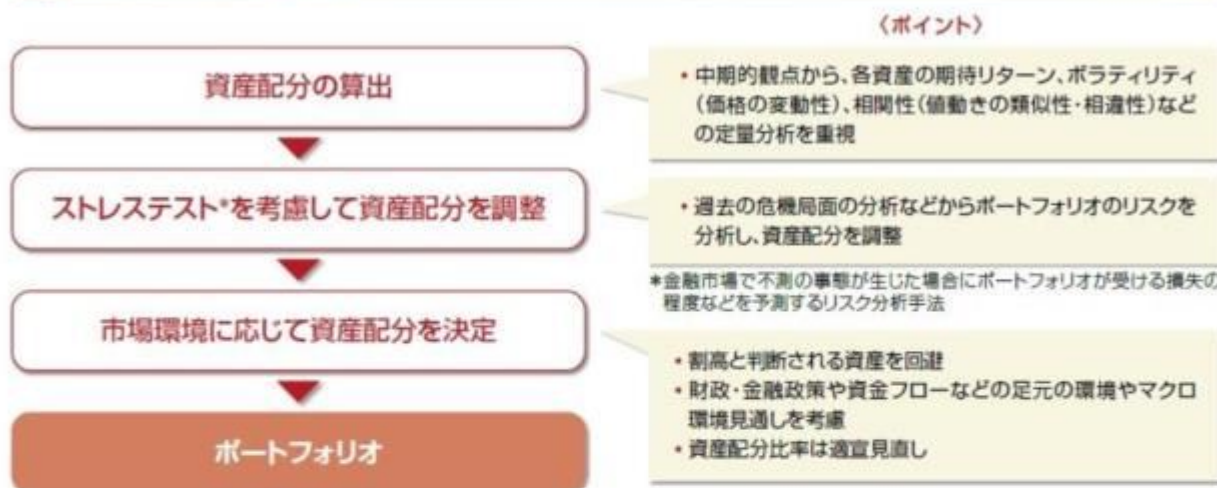 〈ポイント〉
資産配分の算出
・中期的観点から、各資産の期待リターン、ボラティリティ
(価格の変動性)、相関性(値動きの類似性・相違性)など
の定量分析を重視
ストレステスト*を考慮して資産配分を調整
・過去の危機局面の分析などからポートフォリオのリスクを
分析し、資産配分を調整
*金融市場で不測の事態が生じた場合にポートフォリオが受ける損失の
程度などを予測するリスク分析手法
市場環境に応じて資産配分を決定
・割高と判断される資産を回避
・財政・金融政策や資金フローなどの足元の環境やマクロ
環境見通しを考慮
・資産配分比率は適宜見直し
ポートフォリオ